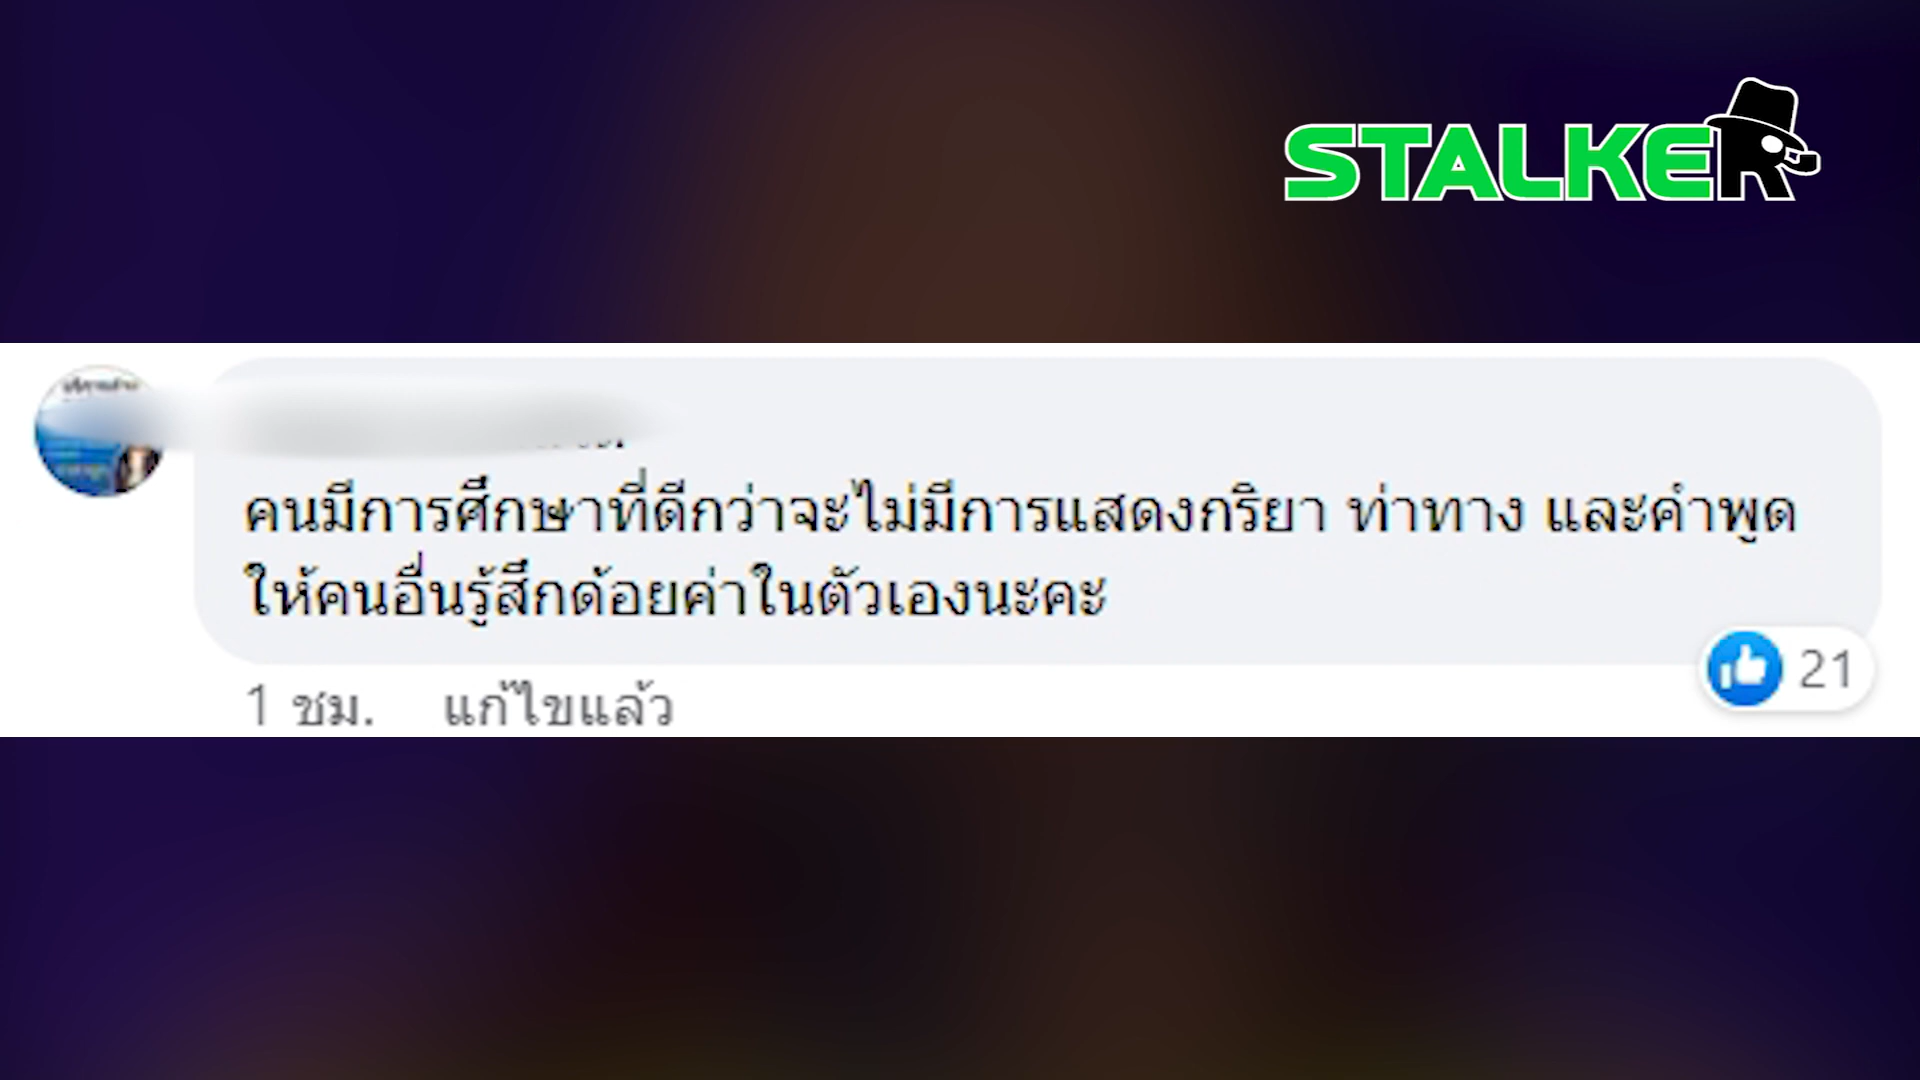 STALKER
คนมีการศึกษาที่ดีกว่าจะไม่มีการแสดงกริยา ท่าทาง และคำพูด
ให้คนอื่นรู้สึกด้อยค่าในตัวเองนะคะ
21
1 ชม. แก้ไขแล้ว